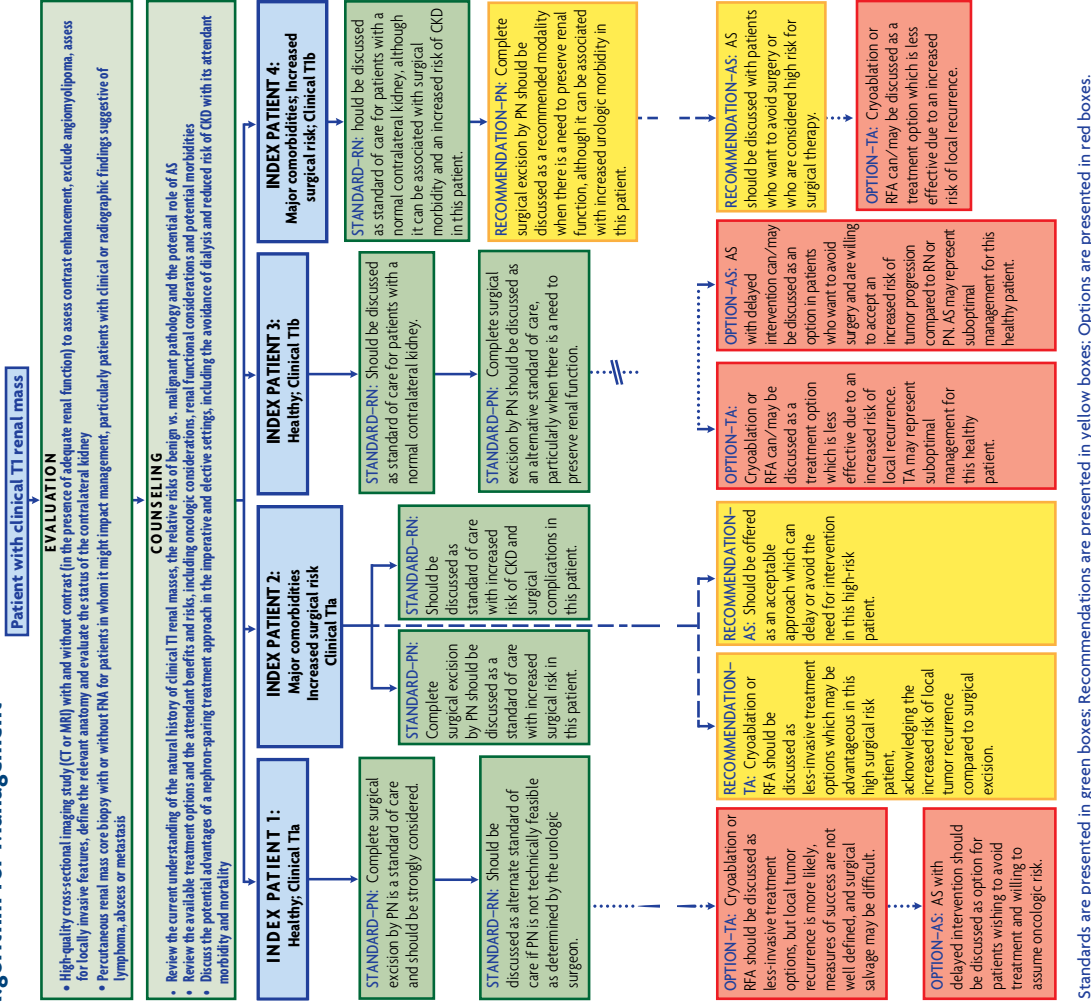 Patient with clinical T1 renal mass
EVALUATION
• High-quality cross-sectional imaging study (CT or MRI) with and without contrast (in the presence of adequate renal function) to assess contrast enhancement, exclude angiomyolipoma, assess
for locally invasive features, define the relevant anatomy and evaluate the status of the contralateral kidney
• Percutaneous renal mass core biopsy with or without FNA for patients in whom it might impact management, particularly patients with clinical or radiographic findings suggestive of
lymphoma, abscess or metastasis
COUNSELING
• Review the current understanding of the natural history of clinical T1 renal masses, the relative risks of benign vs. malignant pathology and the potential role of AS
• Review the available treatment options and the attendant benefits and risks, including oncologic considerations, renal functional considerations and potential morbidities
• Discuss the potential advantages of a nephron-sparing treatment approach in the imperative and elective settings, including the avoidance of dialysis and reduced risk of CKD with its attendant
morbidity and mortality
INDEX PATIENT 1:
Healthy; Clinical T1a
STANDARD–PN: Complete surgical
excision by PN is a standard of care
and should be strongly considered.
STANDARD–RN: Should be
discussed as alternate standard of
care if PN is not technically feasible
as determined by the urologic
surgeon.
OPTION–TA: Cryoablation or
RFA should be discussed as
less-invasive treatment
options, but local tumor
recurrence is more likely,
measures of success are not
well defined, and surgical
salvage may be difficult.
OPTION–AS: AS with
delayed intervention should
be discussed as option for
patients wishing to avoid
treatment and willing to
assume oncologic risk.
INDEX PATIENT 2:
Major comorbidities
Increased surgical risk
Clinical T1a
STANDARD–PN:
Complete
surgical excision
by PN should be
discussed as a
standard of care
with increased
surgical risk in
this patient.
STANDARD–RN:
Should be
discussed as
standard of care
with increased
risk of CKD and
surgical
complications in
this patient.
RECOMMENDATION–
TA: Cryoablation or
RFA should be
discussed as
less-invasive treatment
options which may be
advantageous in this
high surgical risk
patient,
acknowledging the
increased risk of local
tumor recurrence
compared to surgical
excision.
RECOMMENDATION–
AS: Should be offered
as an acceptable
approach which can
delay or avoid the
need for intervention
in this high-risk
patient.
INDEX PATIENT 3:
Healthy; Clinical T1b
STANDARD–RN: Should be discussed
as standard of care for patients with a
normal contralateral kidney.
STANDARD–PN: Complete surgical
excision by PN should be discussed as
an alternative standard of care,
particularly when there is a need to
preserve renal function.
OPTION–TA:
Cryoablation or
RFA can/may be
discussed as a
treatment option
which is less
effective due to an
increased risk of
local recurrence.
TA may represent
suboptimal
management for
this healthy
patient.
OPTION–AS: AS
with delayed
intervention can/may
be discussed as an
option in patients
who want to avoid
surgery and are willing
to accept an
increased risk of
tumor progression
compared to RN or
PN. AS may represent
suboptimal
management for this
healthy patient.
INDEX PATIENT 4:
Major comorbidities; Increased
surgical risk; Clinical T1b
STANDARD–RN: hould be discussed
as standard of care for patients with a
normal contralateral kidney, although
it can be associated with surgical
morbidity and an increased risk of CKD
in this patient.
RECOMMENDATION–PN: Complete
surgical excision by PN should be
discussed as a recommended modality
when there is a need to preserve renal
function, although it can be associated
with increased urologic morbidity in
this patient.
RECOMMENDATION–AS: AS
should be discussed with patients
who want to avoid surgery or
who are considered high risk for
surgical therapy.
OPTION–TA: Cryoablation or
RFA can/may be discussed as a
treatment option which is less
effective due to an increased
risk of local recurrence.
Standards are presented in green boxes; Recommendations are presented in yellow boxes; Options are presented in red boxes.